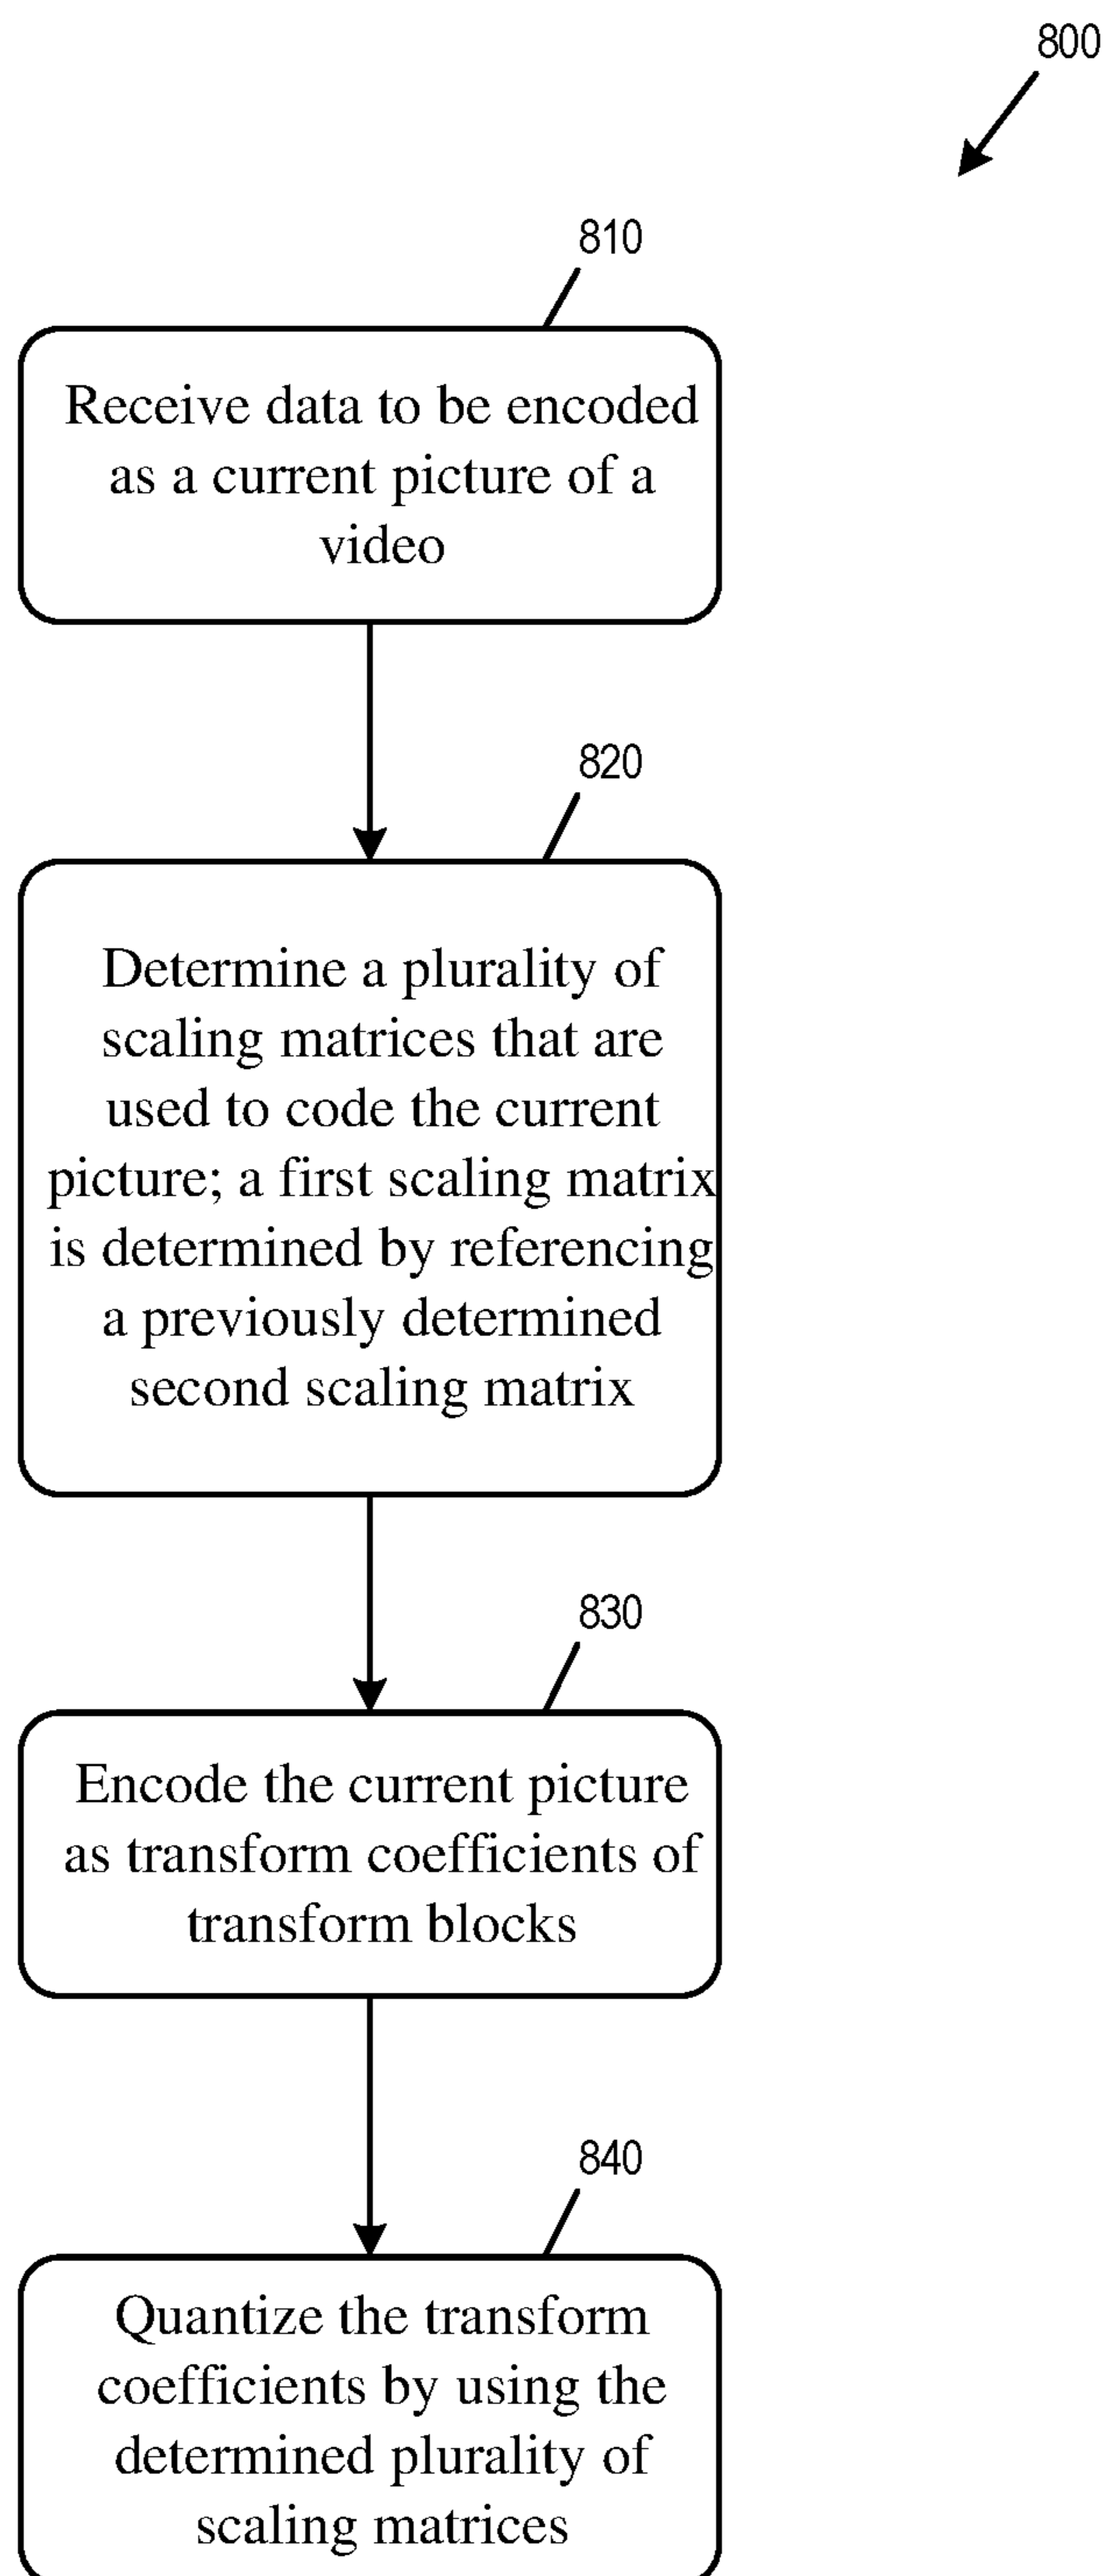 800
810
Receive data to be encoded
as a current picture of a
video
820
Determine a plurality of
scaling matrices that are
used to code the current
picture; a first scaling matrix
is determined by referencing
a previously determined
second scaling matrix
830
Encode the current picture
as transform coefficients of
transform blocks
840
Quantize the transform
coefficients by using the
determined plurality of
scaling matrices